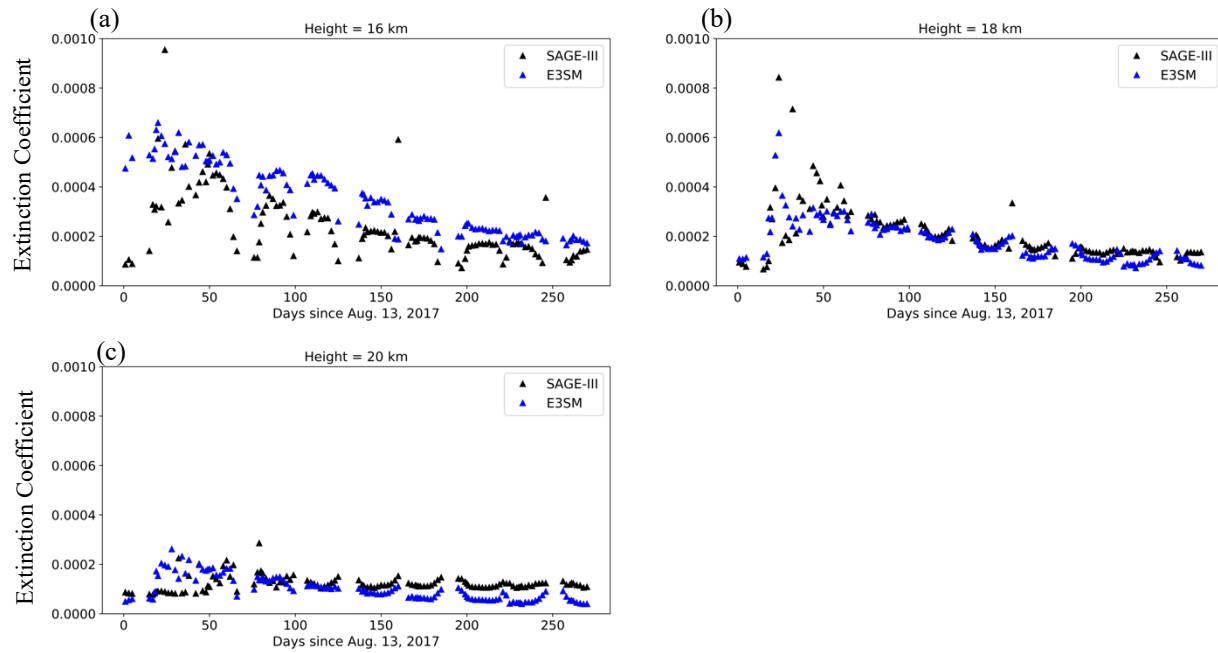 (a)
Height = 16 km
0.0010
0.0008
0.0006
0.0004
0.0002
0.0000
Extinction Coefficient
SAGE-III
E3SM
0 50 100 150 200 250
Days since Aug. 13, 2017
(b)
Height = 18 km
0.0010
0.0008
0.0006
0.0004
0.0002
0.0000
SAGE-III
E3SM
0 50 100 150 200 250
Days since Aug. 13, 2017
(c)
Height = 20 km
0.0010
0.0008
0.0006
0.0004
0.0002
0.0000
Extinction Coefficient
SAGE-III
E3SM
0 50 100 150 200 250
Days since Aug. 13, 2017